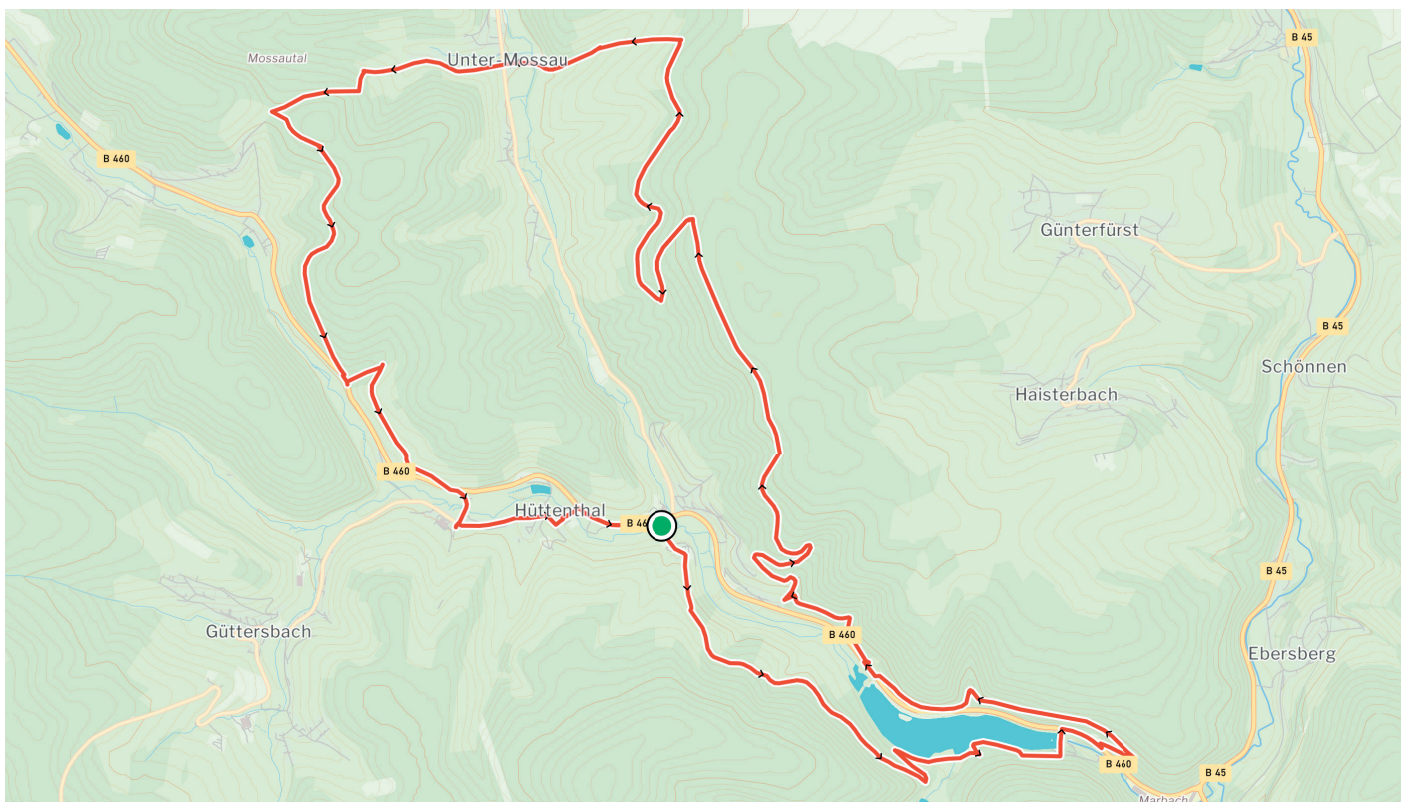 B 45
Mossautal
Unter-Mossau
B 460
Günterfürst
B 45
Schönnen
Haisterbach
B 460
Hüttenthal
B 46
B 45
Güttersbach
B 460
Ebersberg
B 460
B 45
Marbach